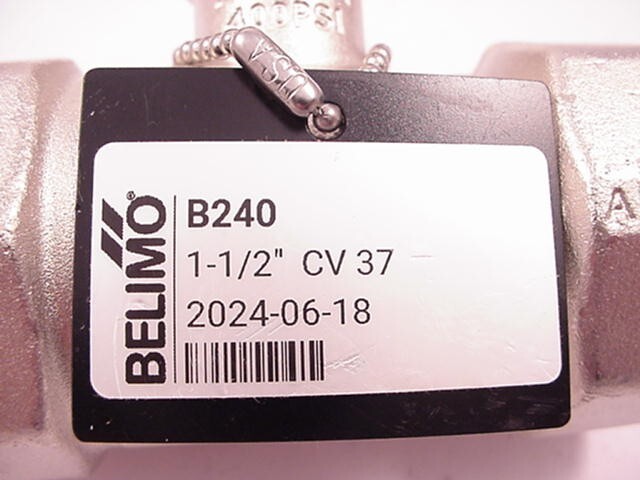 400PSI
USA
BELIMO®
B240
1-1/2" CV 37
2024-06-18
A